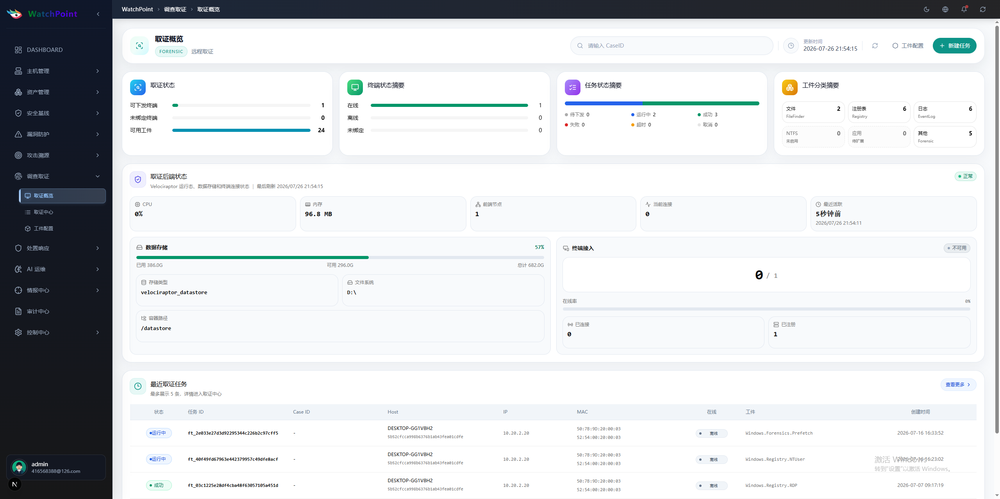 WatchPoint
DASHBOARD
主机管理
资产管理
安全基线
漏洞防护
攻击溯源
调查取证
取证概览
取证中心
工件配置
处置响应
AI 运维
情报中心
审计中心
控制中心
admin
416568388@126.com
N
WatchPoint > 调查取证 > 取证概览
取证概览
FORENSIC 远程取证
请输入 CaseID
更新时间
2026-07-26 21:54:15
工件配置
新建任务
取证状态
可下发终端 1
未绑定终端 0
可用工件 24
终端状态摘要
在线 1
离线 0
未绑定 0
任务状态摘要
待下发 0 运行中 2 成功 3
失败 0 超时 0 取消 0
工件分类摘要
文件 2
FileFinder
注册表 6
Registry
日志 6
EventLog
NTFS 0
未启用
应用 0
待扩展
其他 5
Forensic
取证后端状态
Velociraptor 运行态、数据存储和终端连接状态 | 最后刷新 2026/07/26 21:54:15
正常
CPU
0%
内存
96.8 MB
前端节点
1
当前连接
0
最近活跃
5秒钟前
2026/07/26 21:54:11
数据存储 57%
已用 386.0G 可用 296.0G 总计 682.0G
存储类型
velociraptor_datastore
文件系统
D:\
容器路径
/datastore
终端接入 不可用
0 / 1
在线率 0%
已连接
0
已注册
1
最近取证任务
最多展示 5 条，详情进入取证中心
查看更多
状态 任务 ID Case ID Host IP MAC 在线 工件 创建时间
运行中 ft_2e033e27d3d92295344c226b2c97cff5 - DESKTOP-GG1V8H2 10.20.2.20 50:7B:9D:20:00:03 离线 Windows.Forensics.Prefetch 2026-07-16 16:33:52
5b52cfcca998b6376b1ab43fea01cdfe 52:54:00:20:00:03
运行中 ft_40f49fd67963e442379957c49dfe8acf - DESKTOP-GG1V8H2 10.20.2.20 50:7B:9D:20:00:03 离线 Windows.Registry.NTUser 2026-07-16 16:23:02
5b52cfcca998b6376b1ab43fea01cdfe 52:54:00:20:00:03
成功 ft_03c1225e28df4cba48f63057105a451d - DESKTOP-GG1V8H2 10.20.2.20 50:7B:9D:20:00:03 离线 Windows.Registry.RDP 2026-07-07 09:17:19
5b52cfcca998b6376b1ab43fea01cdfe 52:54:00:20:00:03
激活 Windows
转到"设置"以激活 Windows。